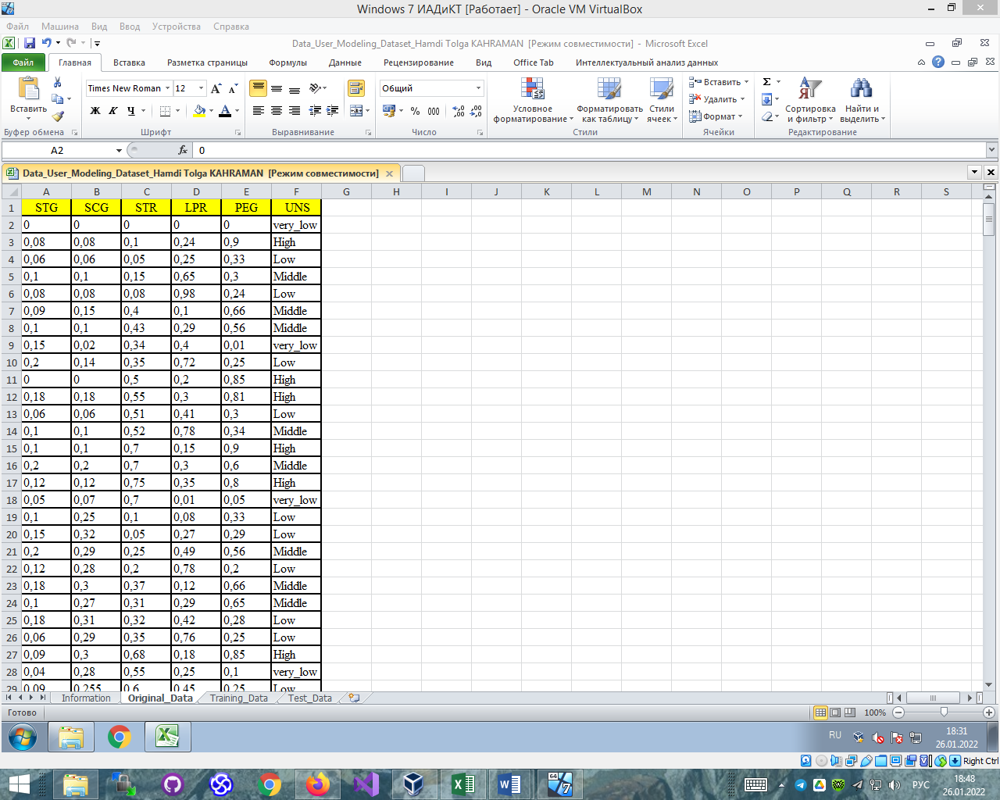 Windows 7 ИАДиКТ [Работает] - Oracle VM VirtualBox
Файл Машина Вид Ввод Устройства Справка
Data_User_Modeling_Dataset_Hamdi Tolga KAHRAMAN [Режим совместимости] - Microsoft Excel
Файл Главная Вставка Разметка страницы Формулы Данные Рецензирование Вид Office Tab Интеллектуальный анализ данных
Вставить
Буфер обмена
Times New Roman 12
Ж К Ч
Шрифт
Выравнивание
Общий
% 000
Число
Условное форматирование
Форматировать как таблицу
Стили ячеек
Стили
Вставить
Удалить
Формат
Ячейки
Сортировка и фильтр
Найти и выделить
Редактирование
A2 fx 0
Data_User_Modeling_Dataset_Hamdi Tolga KAHRAMAN [Режим совместимости]
A B C D E F G H I J K L M N O P Q R S
1 STG SCG STR LPR PEG UNS
2 0 0 0 0 0 very_low
3 0,08 0,08 0,1 0,24 0,9 High
4 0,06 0,06 0,05 0,25 0,33 Low
5 0,1 0,1 0,15 0,65 0,3 Middle
6 0,08 0,08 0,08 0,98 0,24 Low
7 0,09 0,15 0,4 0,1 0,66 Middle
8 0,1 0,1 0,43 0,29 0,56 Middle
9 0,15 0,02 0,34 0,4 0,01 very_low
10 0,2 0,14 0,35 0,72 0,25 Low
11 0 0 0,5 0,2 0,85 High
12 0,18 0,18 0,55 0,3 0,81 High
13 0,06 0,06 0,51 0,41 0,3 Low
14 0,1 0,1 0,52 0,78 0,34 Middle
15 0,1 0,1 0,7 0,15 0,9 High
16 0,2 0,2 0,7 0,3 0,6 Middle
17 0,12 0,12 0,75 0,35 0,8 High
18 0,05 0,07 0,7 0,01 0,05 very_low
19 0,1 0,25 0,1 0,08 0,33 Low
20 0,15 0,32 0,05 0,27 0,29 Low
21 0,2 0,29 0,25 0,49 0,56 Middle
22 0,12 0,28 0,2 0,78 0,2 Low
23 0,18 0,3 0,37 0,12 0,66 Middle
24 0,1 0,27 0,31 0,29 0,65 Middle
25 0,18 0,31 0,32 0,42 0,28 Low
26 0,06 0,29 0,35 0,76 0,25 Low
27 0,09 0,3 0,68 0,18 0,85 High
28 0,04 0,28 0,55 0,25 0,1 very_low
29 0,09 0,255 0,6 0,45 0,25 Low
Information Original_Data Training_Data Test_Data
Готово 100%
RU 18:31
26.01.2022
Right Ctrl
РУС 18:48
26.01.2022